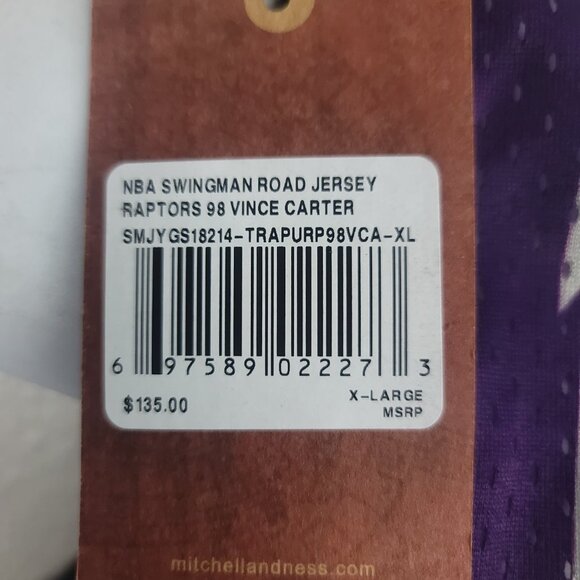 NBA SWINGMAN ROAD JERSEY
RAPTORS 98 VINCE CARTER
SMJYGS18214-TRAPURP98VCA-XL
6 97589 02227 3
$135.00
X-LARGE
MSRP
mitchellandness.com